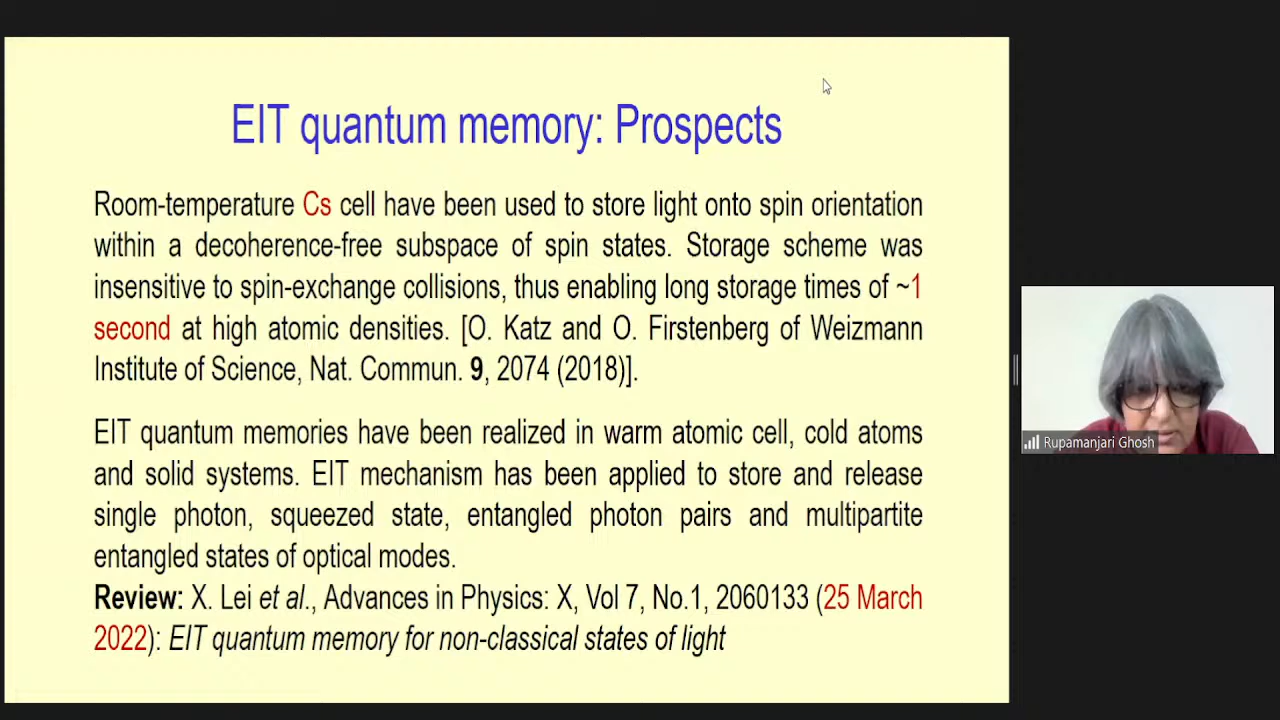 EIT quantum memory: Prospects
Room-temperature Cs cell have been used to store light onto spin orientation
within a decoherence-free subspace of spin states. Storage scheme was
insensitive to spin-exchange collisions, thus enabling long storage times of ~1
second at high atomic densities. [O. Katz and O. Firstenberg of Weizmann
Institute of Science, Nat. Commun. 9, 2074 (2018)].
EIT quantum memories have been realized in warm atomic cell, cold atoms
and solid systems. EIT mechanism has been applied to store and release
single photon, squeezed state, entangled photon pairs and multipartite
entangled states of optical modes.
Review: X. Lei et al., Advances in Physics: X, Vol 7, No.1, 2060133 (25 March
2022): EIT quantum memory for non-classical states of light
Rupamanjari Ghosh